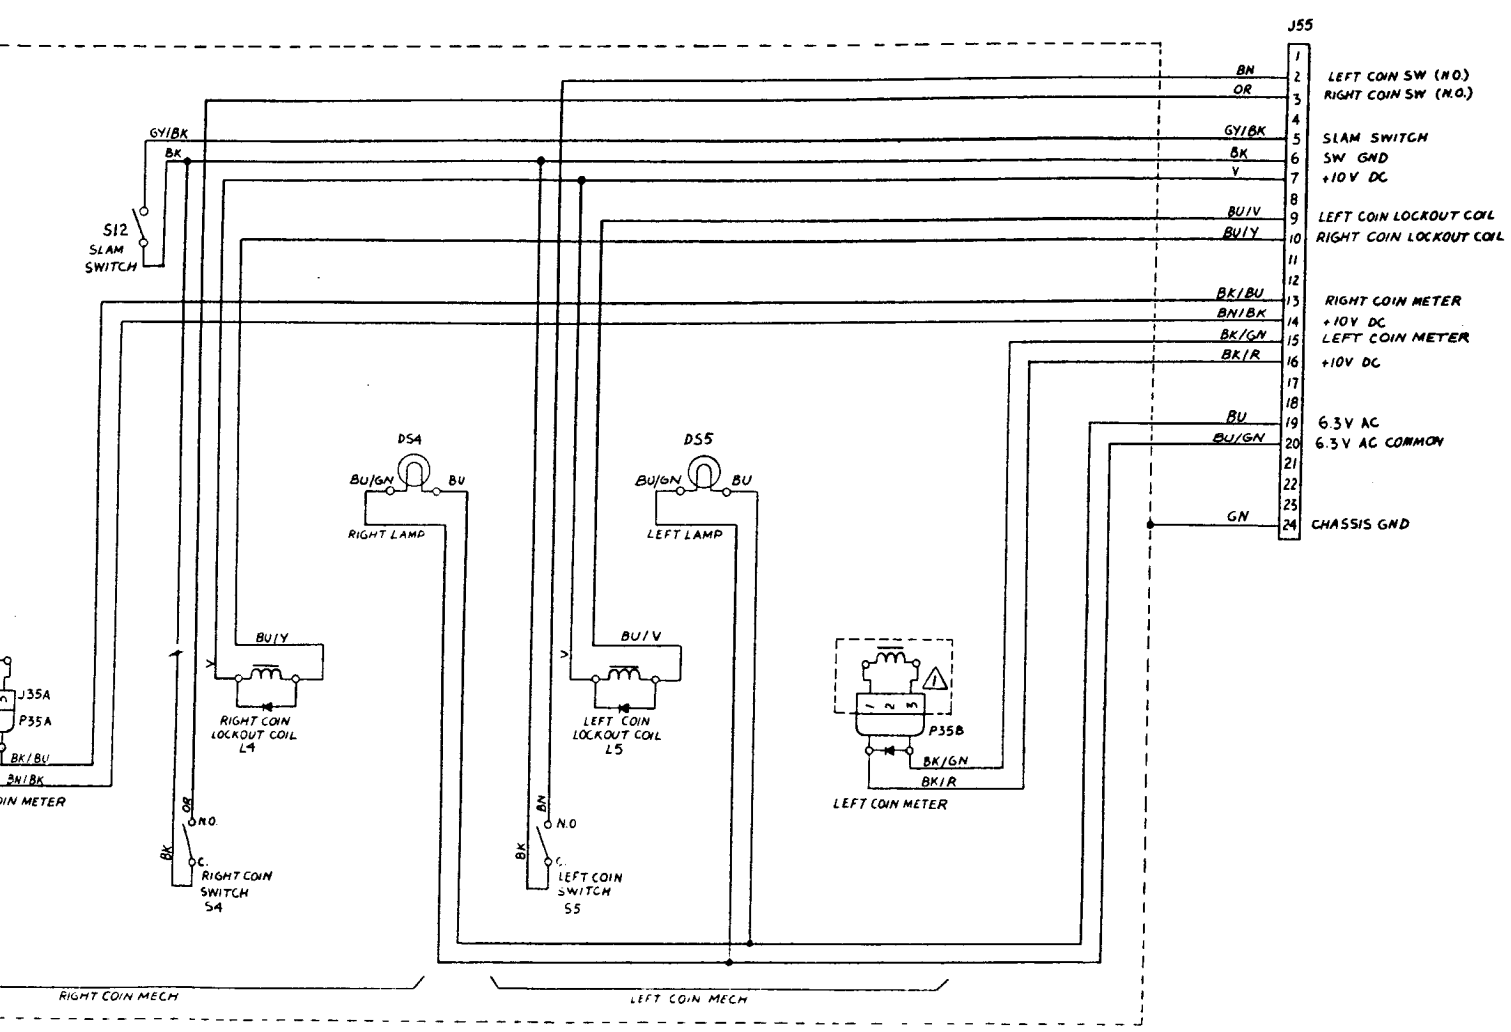 J55
1
BN 2 LEFT COIN SW (N.O.)
OR 3 RIGHT COIN SW (N.O.)
4
GY/BK GY/BK 5 SLAM SWITCH
BK BK 6 SW GND
V 7 +10V DC
8
BU/V 9 LEFT COIN LOCKOUT COIL
BU/Y 10 RIGHT COIN LOCKOUT COIL
11
12
BK/BU 13 RIGHT COIN METER
BN/BK 14 +10V DC
BK/GN 15 LEFT COIN METER
BK/R 16 +10V DC
17
18
BU 19 6.3V AC
BU/GN 20 6.3V AC COMMON
21
22
23
GN 24 CHASSIS GND
S12
SLAM
SWITCH
DS4
BU/GN BU
RIGHT LAMP
DS5
BU/GN BU
LEFT LAMP
BU/Y
V
RIGHT COIN
LOCKOUT COIL
L4
BU/V
V
LEFT COIN
LOCKOUT COIL
L5
1 2 3
P35B
BK/GN
BK/R
LEFT COIN METER
3
J35A
P35A
BK/BU
BN/BK
OIN METER
OR
N.O.
BK
C.
RIGHT COIN
SWITCH
S4
BN
N.O
BK
C.
LEFT COIN
SWITCH
S5
RIGHT COIN MECH
LEFT COIN MECH
1